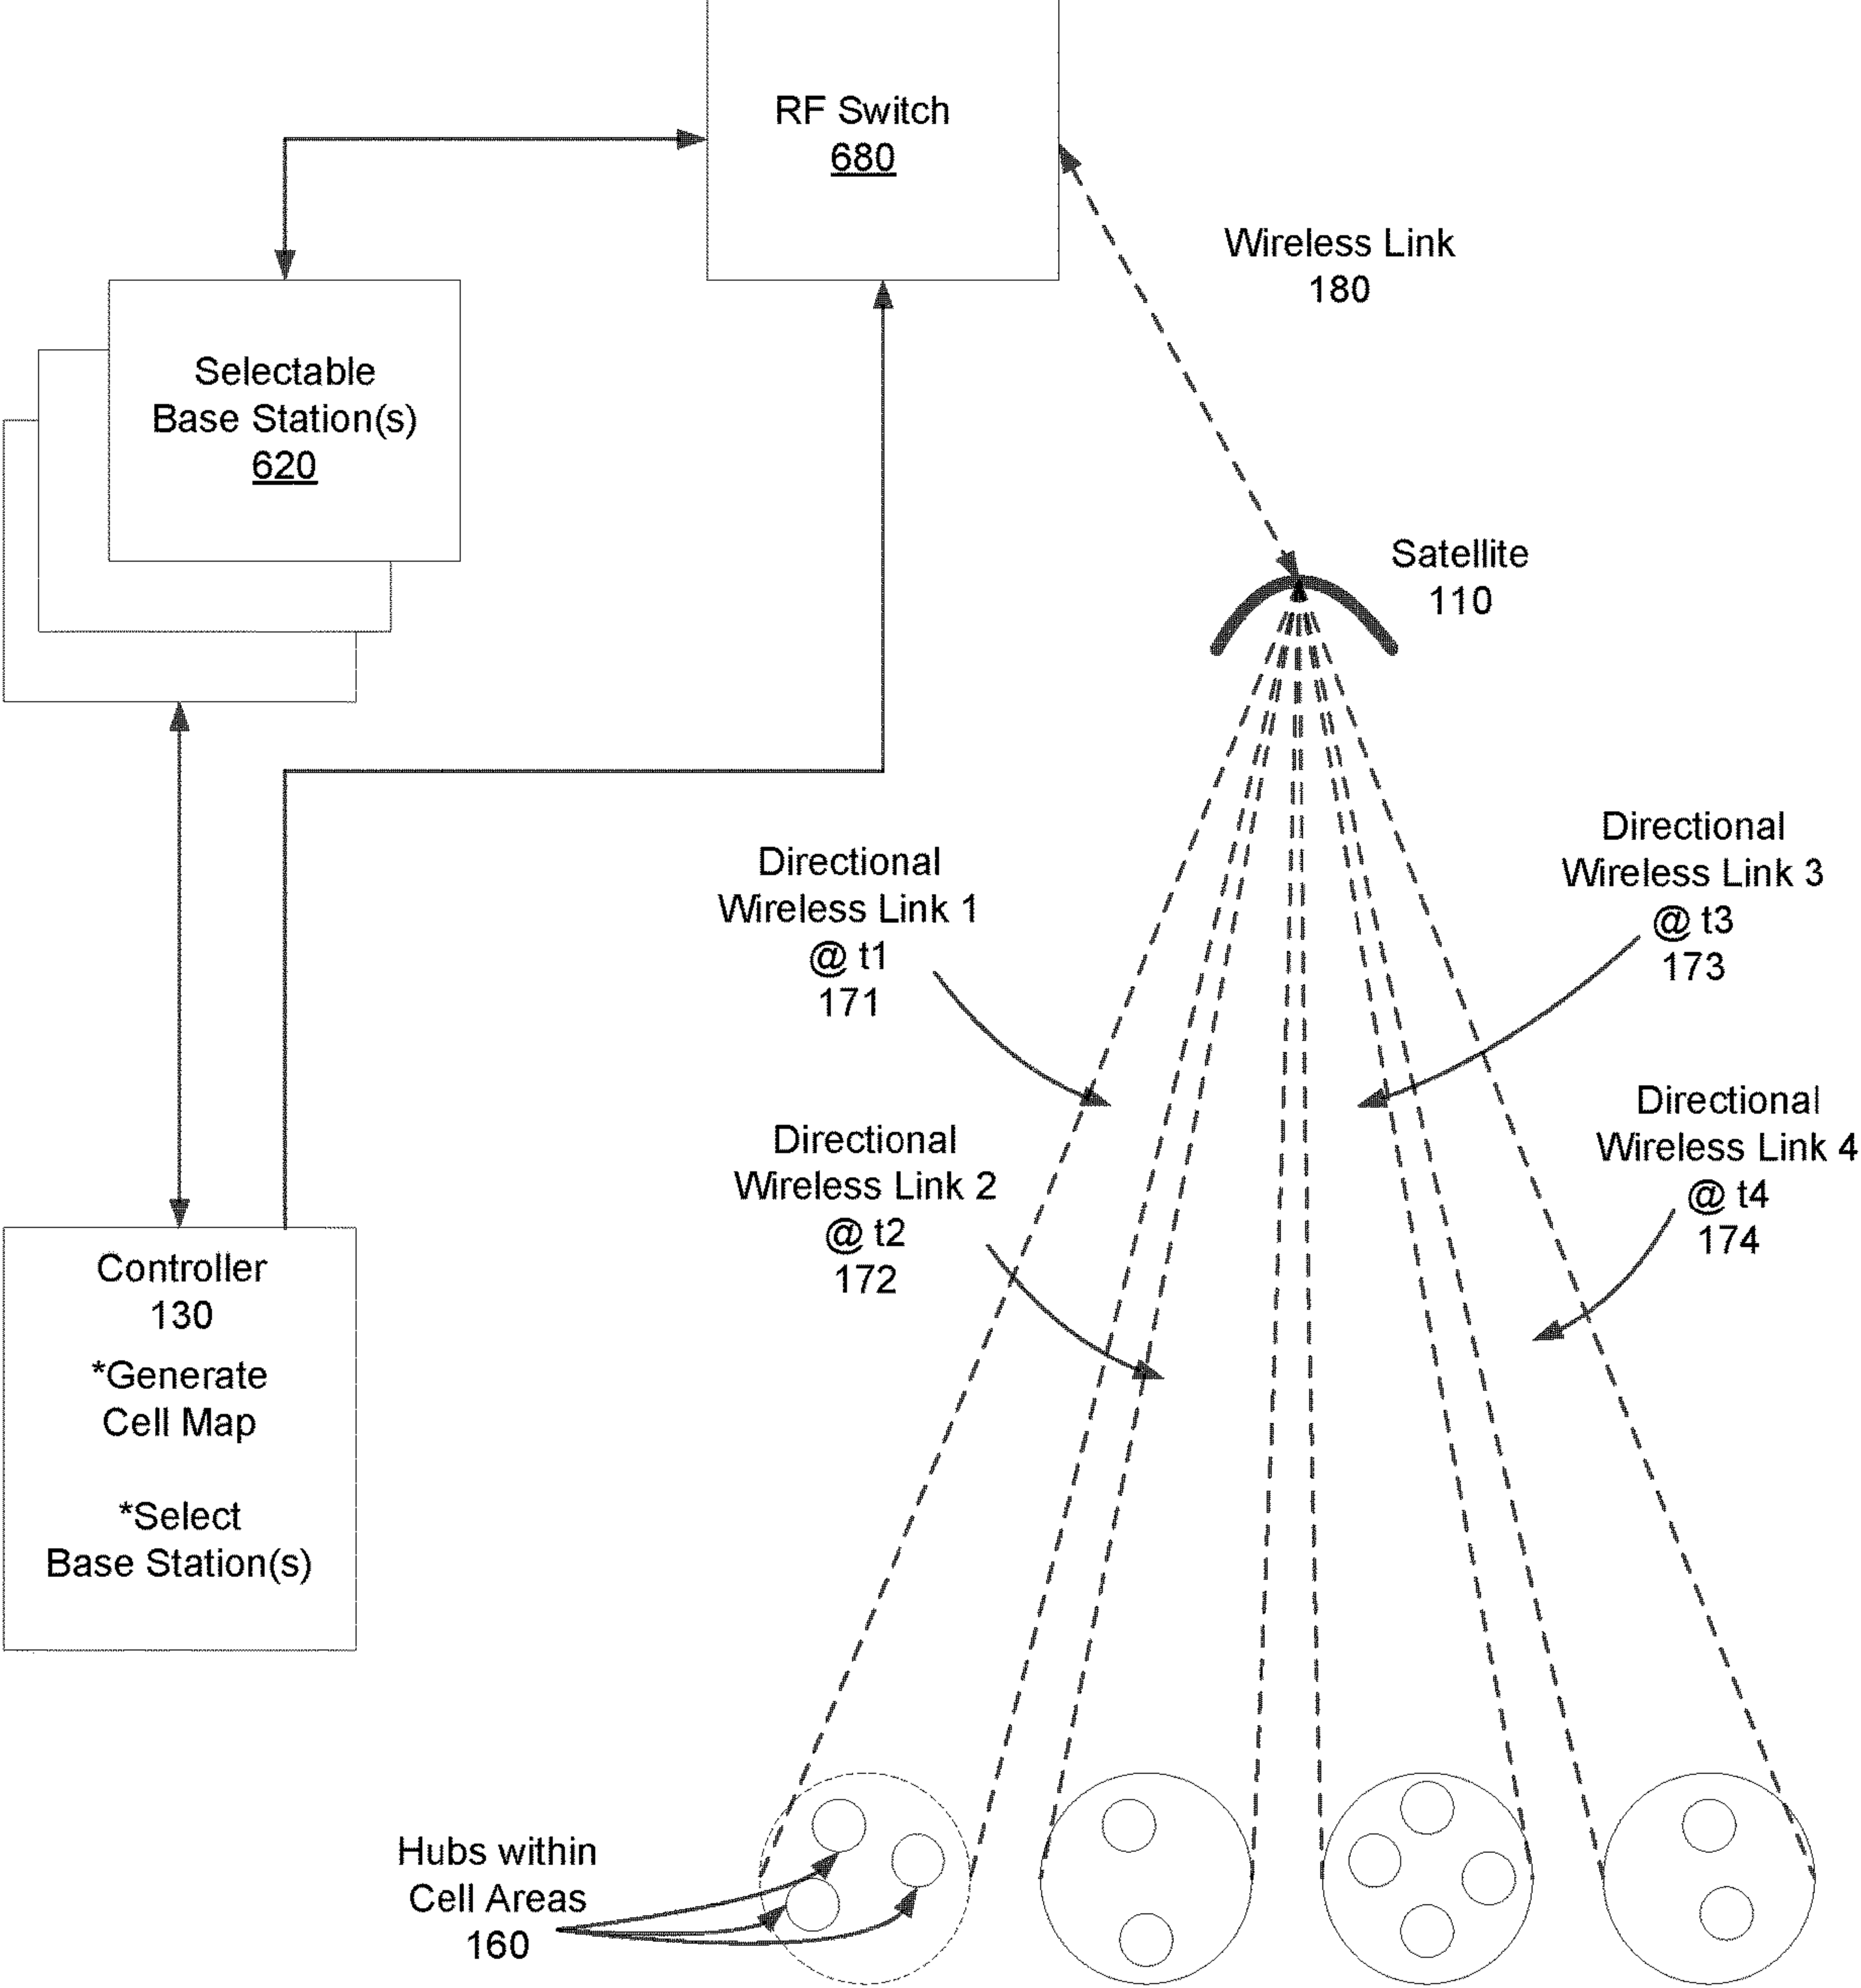 RF Switch
680
Wireless Link
180
Selectable
Base Station(s)
620
Satellite
110
Directional
Wireless Link 1
@ t1
171
Directional
Wireless Link 3
@ t3
173
Directional
Wireless Link 2
@ t2
172
Directional
Wireless Link 4
@ t4
174
Controller
130
*Generate
Cell Map
*Select
Base Station(s)
Hubs within
Cell Areas
160